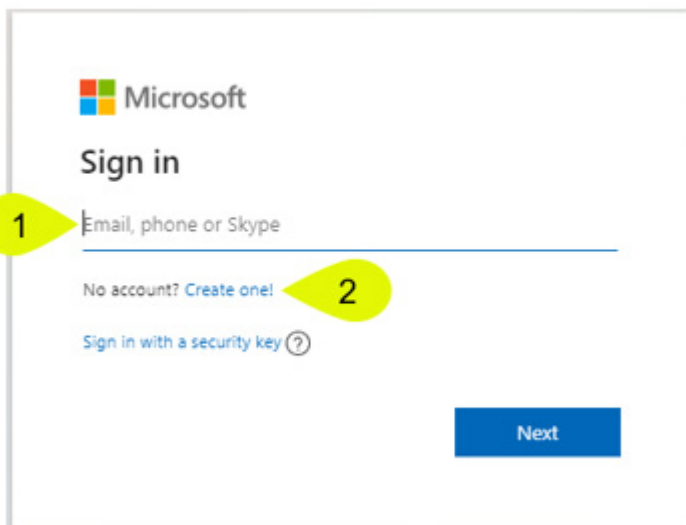 Microsoft
Sign in
1
Email, phone or Skype
No account? Create one! 2
Sign in with a security key ?
Next